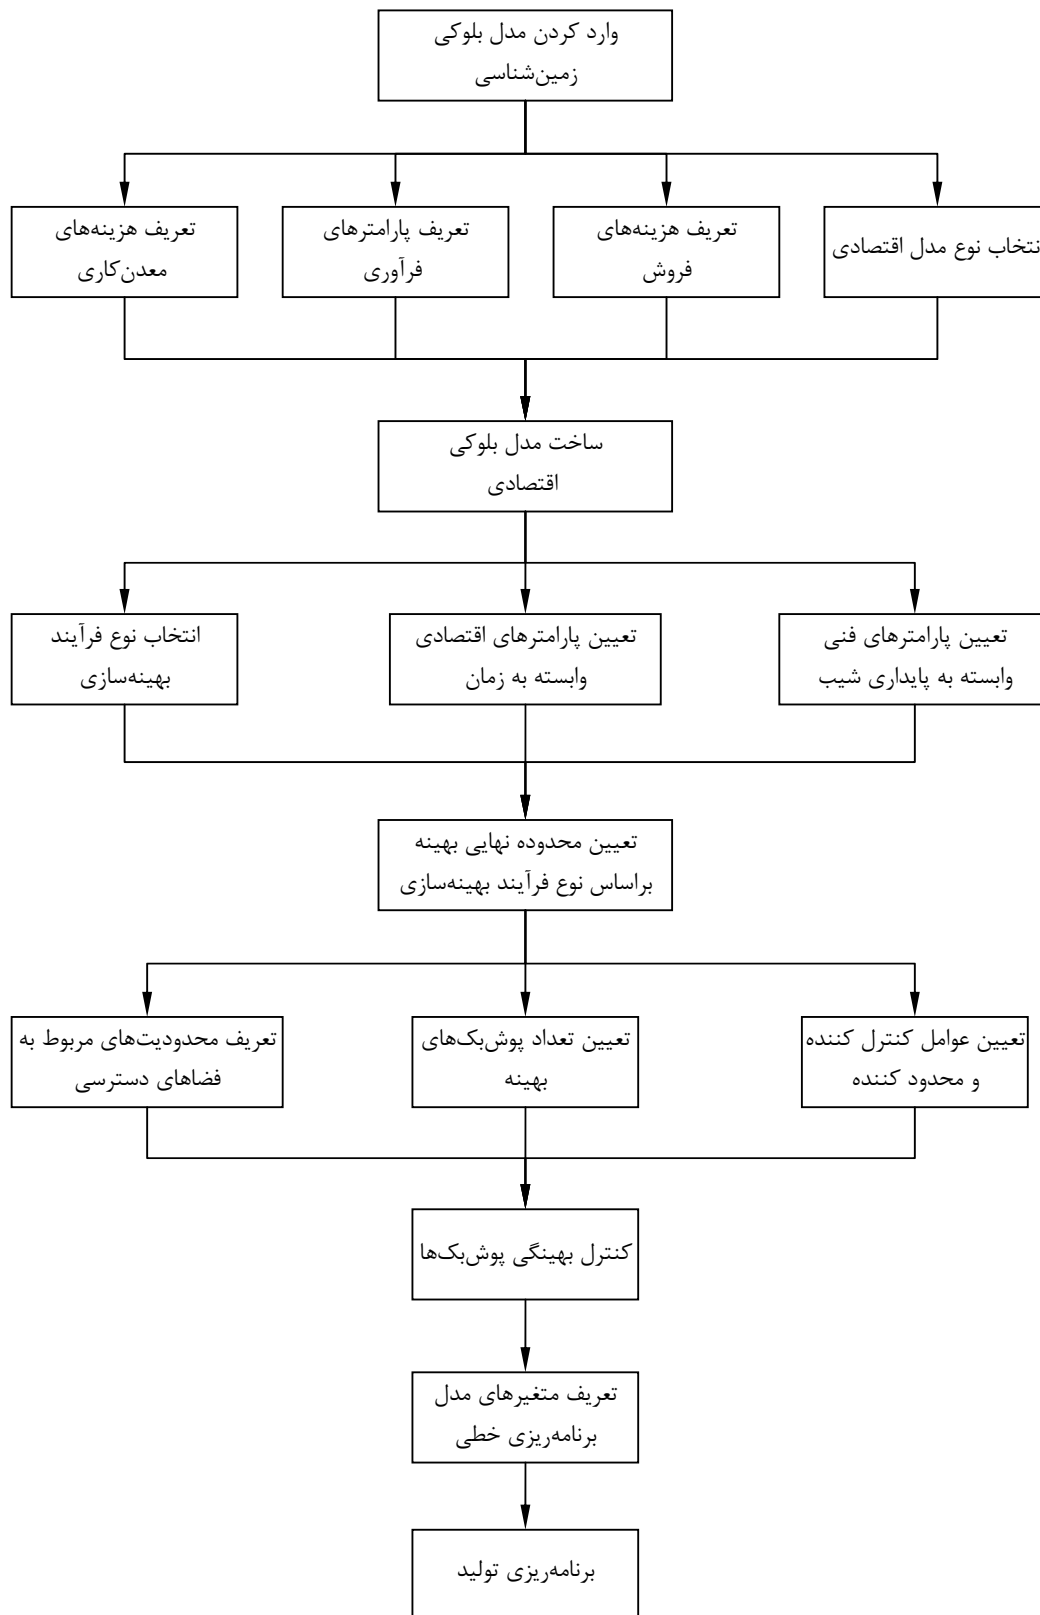 وارد کردن مدل بلوکی
زمین‌شناسی
نتخاب نوع مدل اقتصادی
تعریف هزینه‌های
فروش
تعریف پارامترهای
فرآوری
تعریف هزینه‌های
معدن‌کاری
ساخت مدل بلوکی
اقتصادی
تعیین پارامترهای فنی
وابسته به پایداری شیب
تعیین پارامترهای اقتصادی
وابسته به زمان
انتخاب نوع فرآیند
بهینه‌سازی
تعیین محدوده نهایی بهینه
براساس نوع فرآیند بهینه‌سازی
تعیین عوامل کنترل کننده
و محدود کننده
تعیین تعداد پوش‌بک‌های
بهینه
تعریف محدودیت‌های مربوط به
فضاهای دسترسی
کنترل بهینگی پوش‌بک‌ها
تعریف متغیرهای مدل
برنامه‌ریزی خطی
برنامه‌ریزی تولید